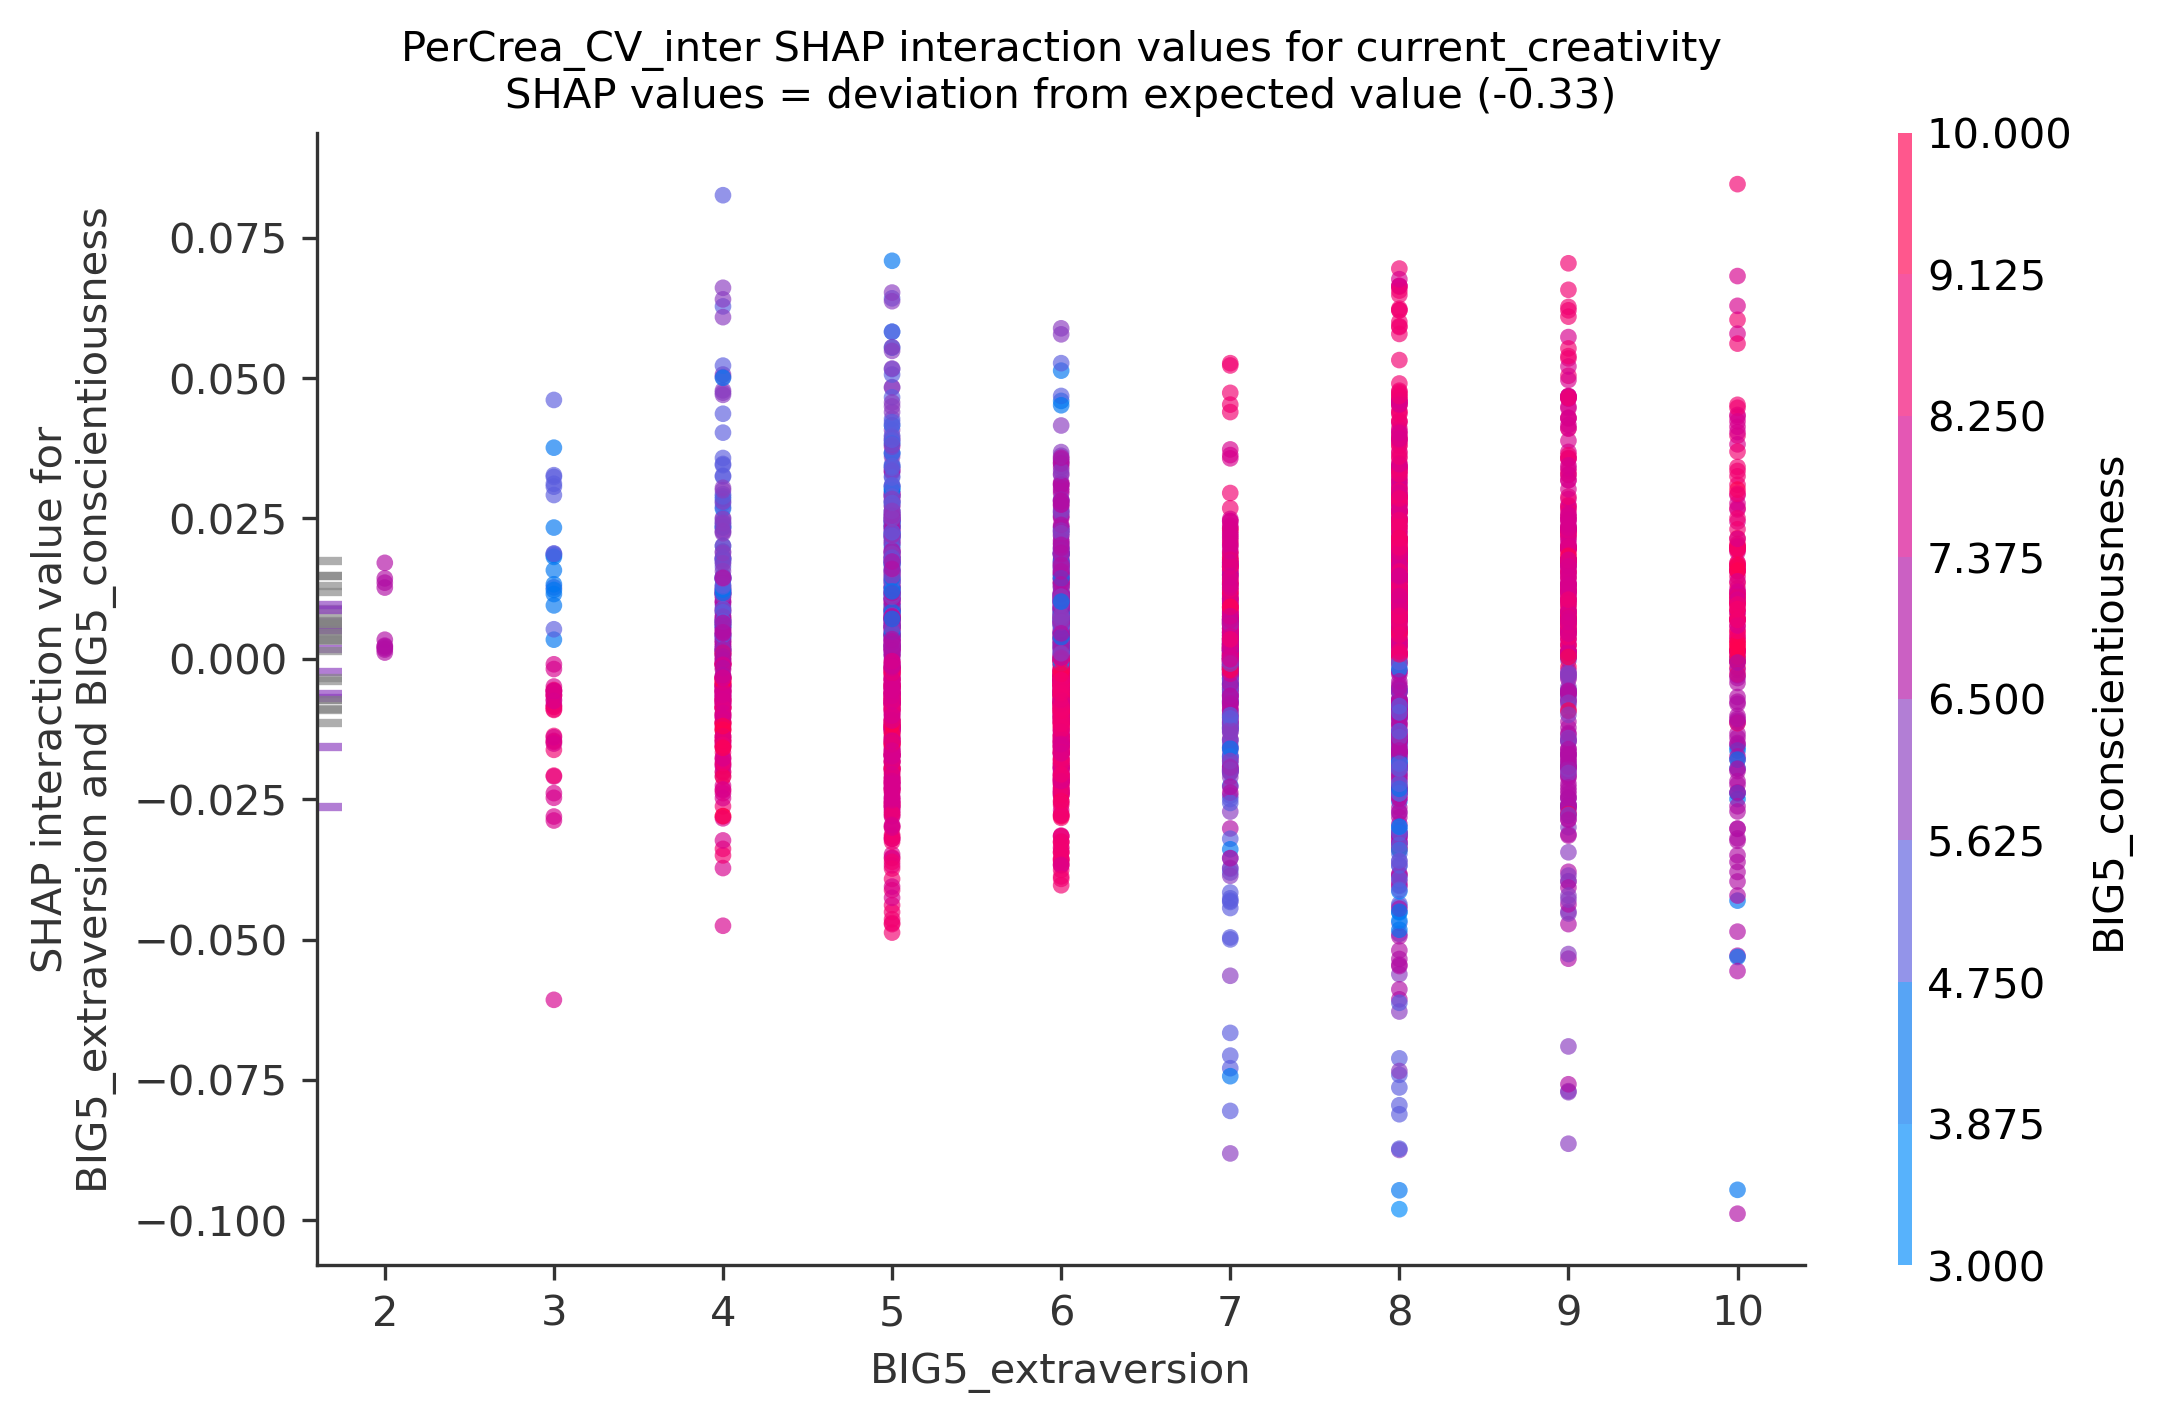 PerCrea_CV_inter SHAP interaction values for current_creativity
SHAP values = deviation from expected value (-0.33)
SHAP interaction value for
BIG5_extraversion and BIG5_conscientiousness
0.075
0.050
0.025
0.000
−0.025
−0.050
−0.075
−0.100
2 3 4 5 6 7 8 9 10
BIG5_extraversion
10.000
9.125
8.250
7.375
6.500
5.625
4.750
3.875
3.000
BIG5_conscientiousness